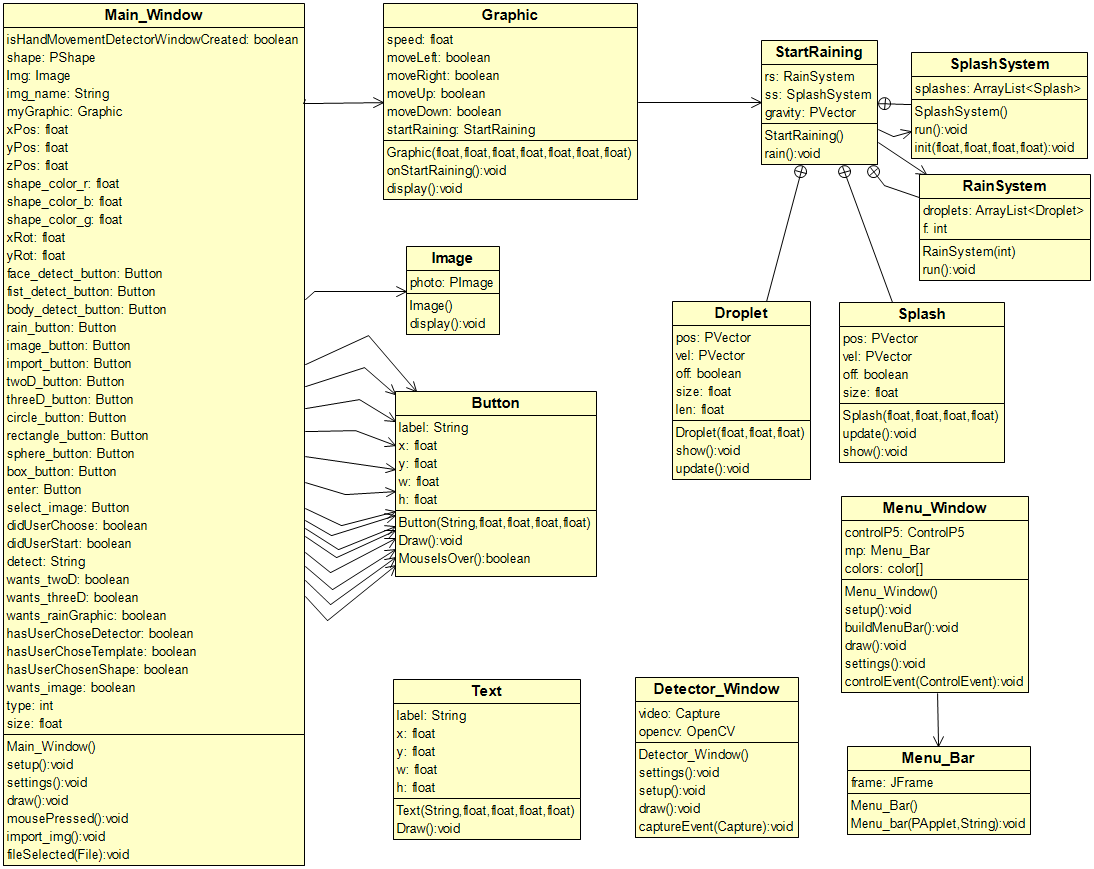 Main_Window
isHandMovementDetectorWindowCreated: boolean
shape: PShape
Img: Image
img_name: String
myGraphic: Graphic
xPos: float
yPos: float
zPos: float
shape_color_r: float
shape_color_b: float
shape_color_g: float
xRot: float
yRot: float
face_detect_button: Button
fist_detect_button: Button
body_detect_button: Button
rain_button: Button
image_button: Button
import_button: Button
twoD_button: Button
threeD_button: Button
circle_button: Button
rectangle_button: Button
sphere_button: Button
box_button: Button
enter: Button
select_image: Button
didUserChoose: boolean
didUserStart: boolean
detect: String
wants_twoD: boolean
wants_threeD: boolean
wants_rainGraphic: boolean
hasUserChoseDetector: boolean
hasUserChoseTemplate: boolean
hasUserChosenShape: boolean
wants_image: boolean
type: int
size: float
Main_Window()
setup():void
settings():void
draw():void
mousePressed():void
import_img():void
fileSelected(File):void
Graphic
speed: float
moveLeft: boolean
moveRight: boolean
moveUp: boolean
moveDown: boolean
startRaining: StartRaining
Graphic(float,float,float,float,float,float,float)
onStartRaining():void
display():void
Image
photo: PImage
Image()
display():void
Button
label: String
x: float
y: float
w: float
h: float
Button(String,float,float,float,float)
Draw():void
MouseIsOver():boolean
Text
label: String
x: float
y: float
w: float
h: float
Text(String,float,float,float,float)
Draw():void
StartRaining
rs: RainSystem
ss: SplashSystem
gravity: PVector
StartRaining()
rain():void
SplashSystem
splashes: ArrayList<Splash>
SplashSystem()
run():void
init(float,float,float,float):void
RainSystem
droplets: ArrayList<Droplet>
f: int
RainSystem(int)
run():void
Droplet
pos: PVector
vel: PVector
off: boolean
size: float
len: float
Droplet(float,float,float)
show():void
update():void
Splash
pos: PVector
vel: PVector
off: boolean
size: float
Splash(float,float,float,float)
update():void
show():void
Detector_Window
video: Capture
opencv: OpenCV
Detector_Window()
settings():void
setup():void
draw():void
captureEvent(Capture):void
Menu_Window
controlP5: ControlP5
mp: Menu_Bar
colors: color[]
Menu_Window()
setup():void
buildMenuBar():void
draw():void
settings():void
controlEvent(ControlEvent):void
Menu_Bar
frame: JFrame
Menu_Bar()
Menu_bar(PApplet,String):void